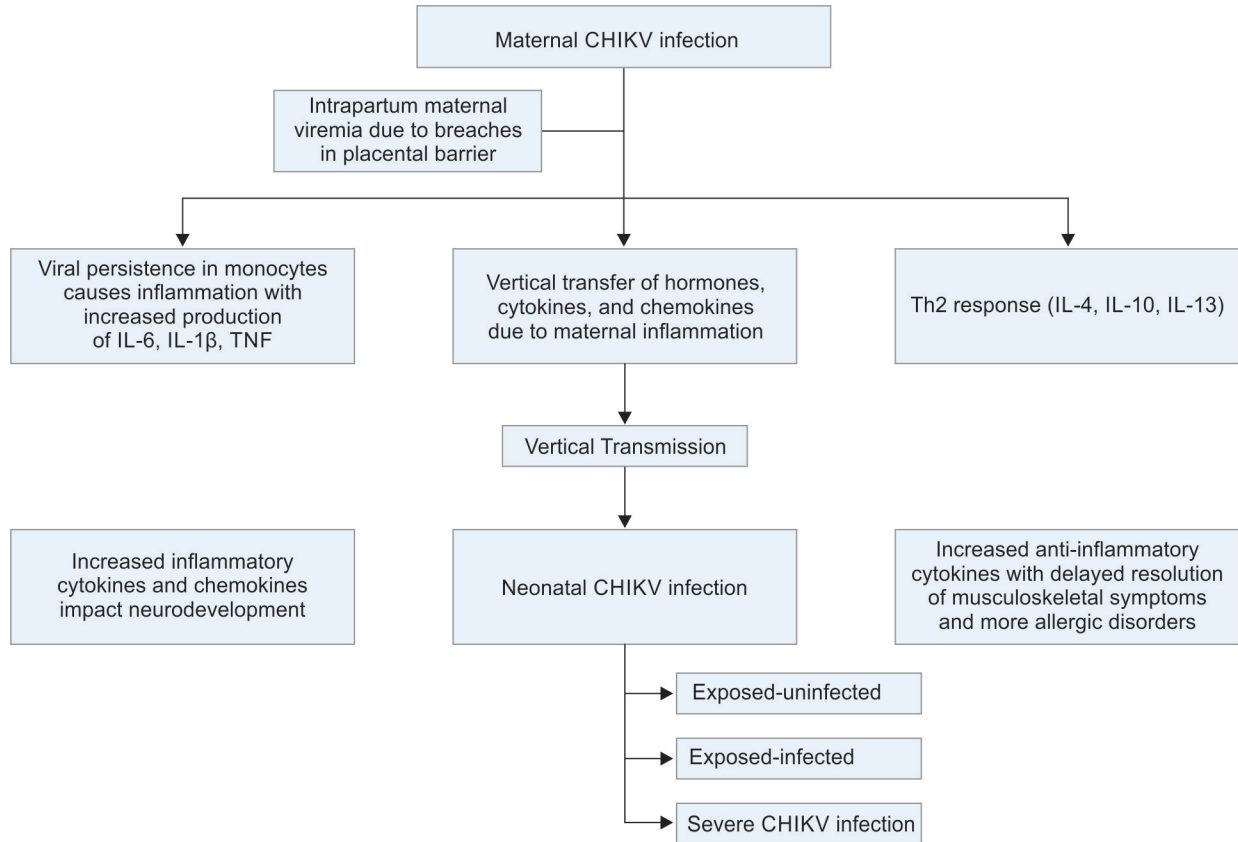 Maternal CHIKV infection
Intrapartum maternal
viremia due to breaches
in placental barrier
Viral persistence in monocytes
causes inflammation with
increased production
of IL-6, IL-1β, TNF
Vertical transfer of hormones,
cytokines, and chemokines
due to maternal inflammation
Th2 response (IL-4, IL-10, IL-13)
Vertical Transmission
Increased inflammatory
cytokines and chemokines
impact neurodevelopment
Neonatal CHIKV infection
Increased anti-inflammatory
cytokines with delayed resolution
of musculoskeletal symptoms
and more allergic disorders
Exposed-uninfected
Exposed-infected
Severe CHIKV infection